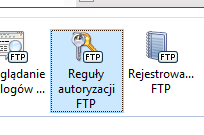 FTP
FTP
FTP
glądanie
logów ...
Reguły
autoryzacji
FTP
Rejestrowa...
FTP